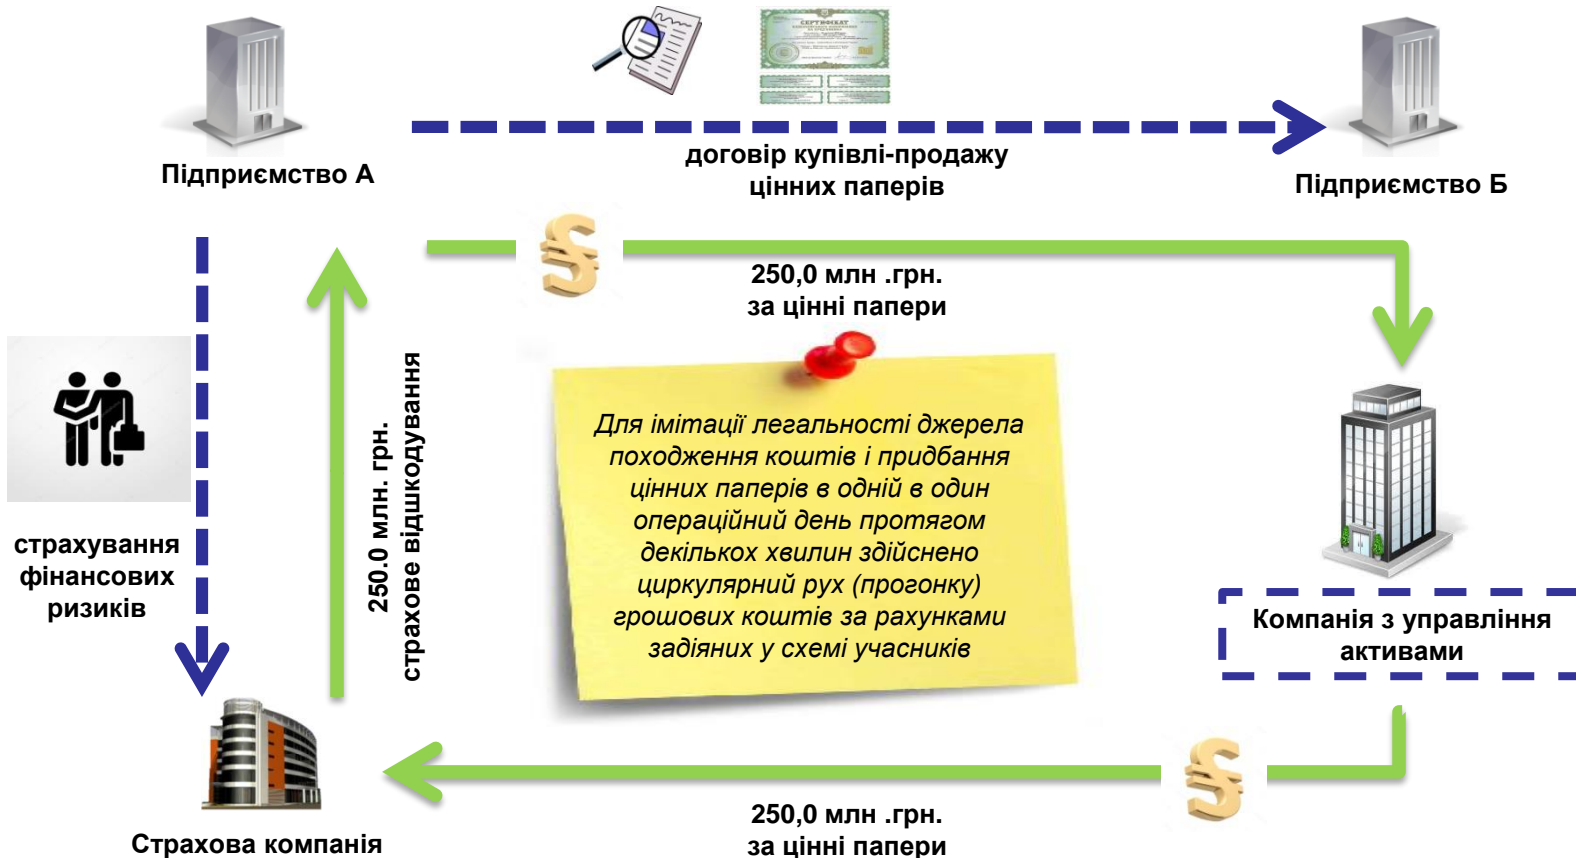 СЕРТИФІКАТ
Підприємство А
договір купівлі-продажу
цінних паперів
Підприємство Б
250,0 млн .грн.
за цінні папери
250.0 млн. грн.
страхове відшкодування
Для імітації легальності джерела
походження коштів і придбання
цінних паперів в одній в один
операційний день протягом
декількох хвилин здійснено
циркулярний рух (прогонку)
грошових коштів за рахунками
задіяних у схемі учасників
страхування
фінансових
ризиків
Компанія з управління
активами
Страхова компанія
250,0 млн .грн.
за цінні папери